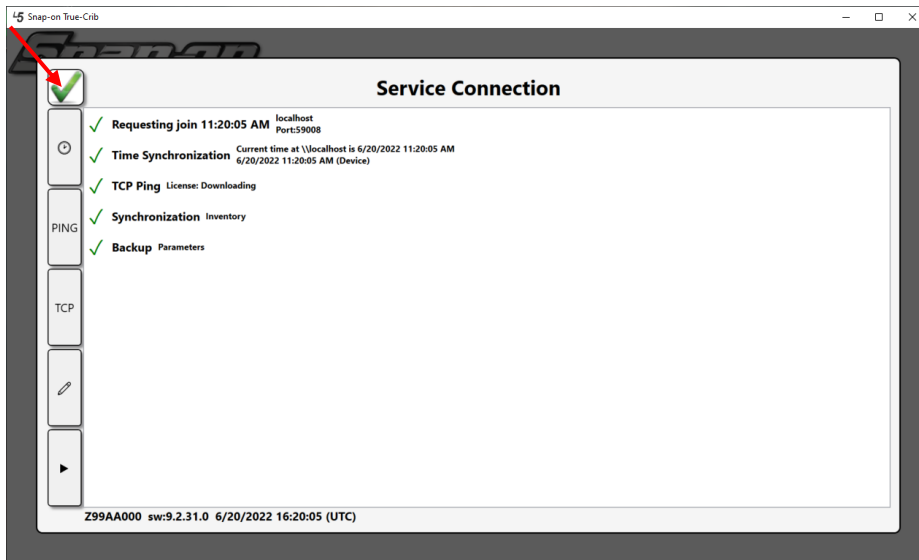 Snap-on True-Crib
Snap-on
Service Connection
Requesting join 11:20:05 AM localhost
Port:59008
Time Synchronization Current time at \\localhost is 6/20/2022 11:20:05 AM
6/20/2022 11:20:05 AM (Device)
TCP Ping License: Downloading
PING
Synchronization Inventory
Backup Parameters
TCP
Z99AA000 sw:9.2.31.0 6/20/2022 16:20:05 (UTC)